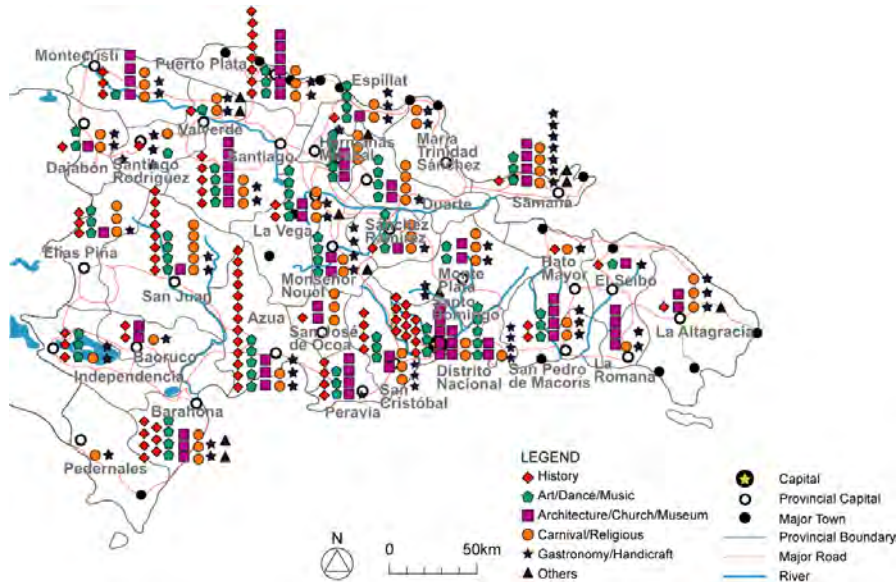 Montecristi
Puerto Plata
Espillat
Valverde
Hermanas
Mirabal
María
Trinidad
Sánchez
Dajabón
Santiago
Rodríguez
Santiago
Duarte
Samaná
La Vega
Sánchez
Ramírez
Elías Piña
San Juan
Monseñor
Nouol
Monte
Plata
Hato
Mayor
El Seibo
Azua
San José
de Ocoa
Santo
Domingo
La Altagracia
Baoruco
Independencia
Distrito
Nacional
San Pedro
de Macorís
La
Romana
San
Cristóbal
Peravia
Barahona
Pedernales
LEGEND
History
Art/Dance/Music
Architecture/Church/Museum
Carnival/Religious
Gastronomy/Handicraft
Others
Capital
Provincial Capital
Major Town
Provincial Boundary
Major Road
River
N
0 50km